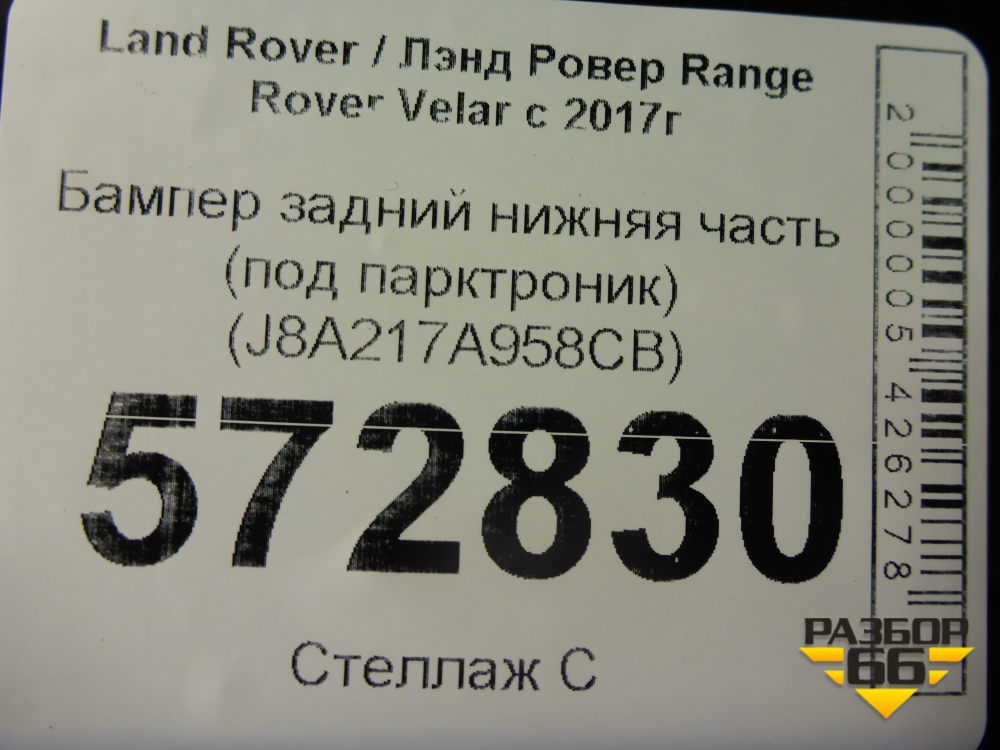 Land Rover / Лэнд Ровер Range
Rover Velar с 2017г
Бампер задний нижняя часть
(под парктроник)
(J8A217A958CB)
572830
Стеллаж С
2000005426278
РАЗБОР
66